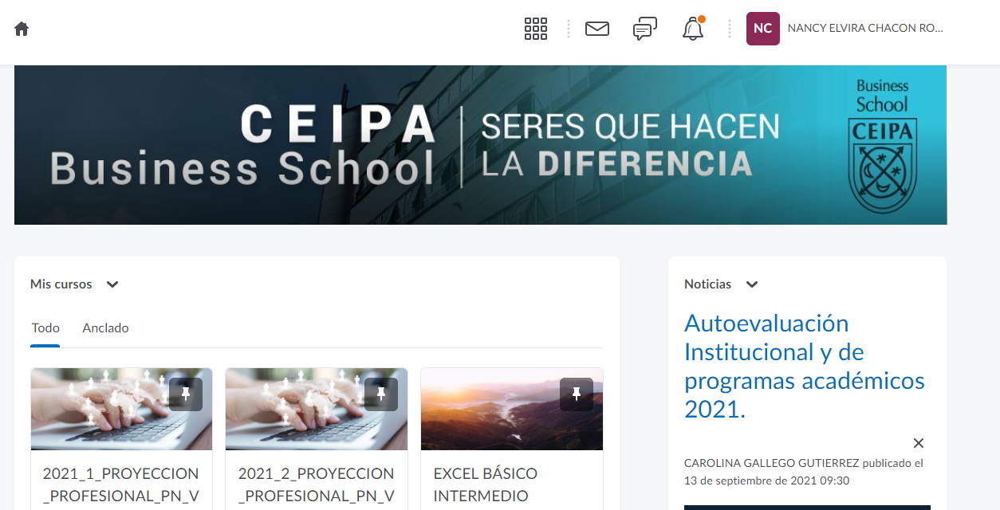 NC
NANCY ELVIRA CHACON RO...
CEIPA
Business School
SERES QUE HACEN
LA DIFERENCIA
Business
School
CEIPA
Mis cursos
Todo
Anclado
2021_1_PROYECCION
_PROFESIONAL_PN_V
2021_2_PROYECCION
_PROFESIONAL_PN_V
EXCEL BÁSICO
INTERMEDIO
Noticias
Autoevaluación
Institucional y de
programas académicos
2021.
CAROLINA GALLEGO GUTIERREZ publicado el
13 de septiembre de 2021 09:30